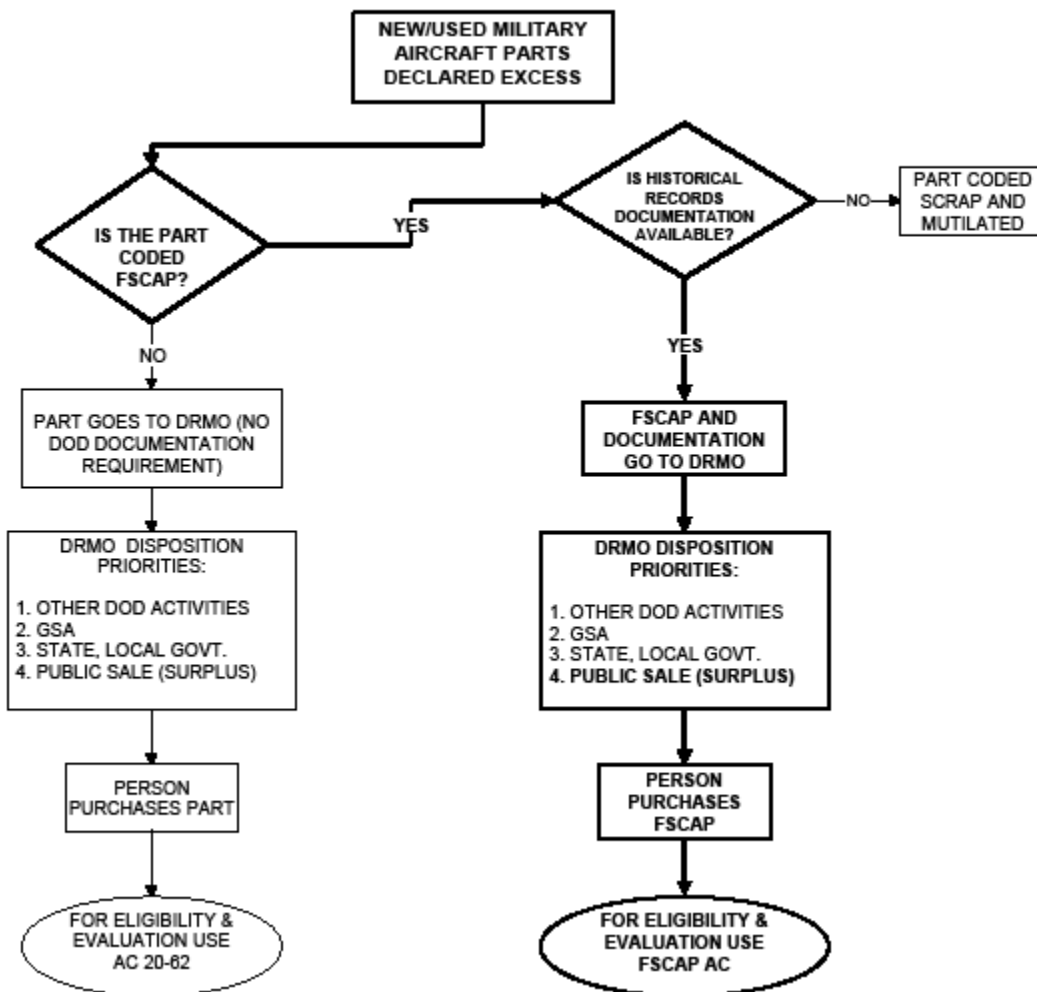 NEW/USED MILITARY
AIRCRAFT PARTS
DECLARED EXCESS
IS THE PART
CODED
FSCAP?
YES
IS HISTORICAL
RECORDS
DOCUMENTATION
AVAILABLE?
NO
PART CODED
SCRAP AND
MUTILATED
NO
PART GOES TO DRMO (NO
DOD DOCUMENTATION
REQUIREMENT)
DRMO DISPOSITION
PRIORITIES:
1. OTHER DOD ACTIVITIES
2. GSA
3. STATE, LOCAL GOVT.
4. PUBLIC SALE (SURPLUS)
PERSON
PURCHASES PART
FOR ELIGIBILITY &
EVALUATION USE
AC 20-62
YES
FSCAP AND
DOCUMENTATION
GO TO DRMO
DRMO DISPOSITION
PRIORITIES:
1. OTHER DOD ACTIVITIES
2. GSA
3. STATE, LOCAL GOVT.
4. PUBLIC SALE (SURPLUS)
PERSON
PURCHASES
FSCAP
FOR ELIGIBILITY &
EVALUATION USE
FSCAP AC